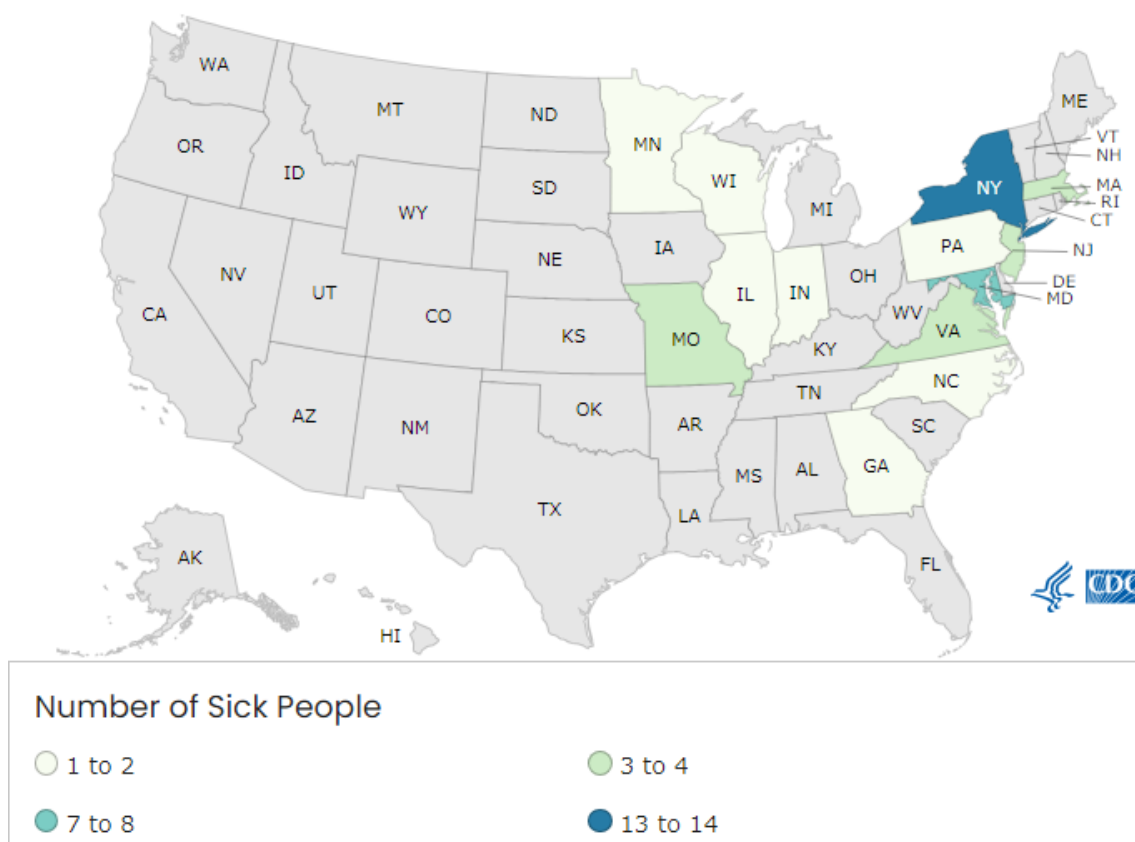 WA
MT
ND
MN
ME
OR
ID
SD
WI
VT
NH
WY
MI
NY
MA
RI
CT
IA
PA
NE
NJ
NV
OH
UT
IL
IN
DE
CA
CO
WV
MD
KS
MO
VA
KY
NC
TN
AZ
NM
OK
AR
SC
MS
AL
GA
TX
LA
AK
FL
CDC
HI
Number of Sick People
1 to 2
3 to 4
7 to 8
13 to 14